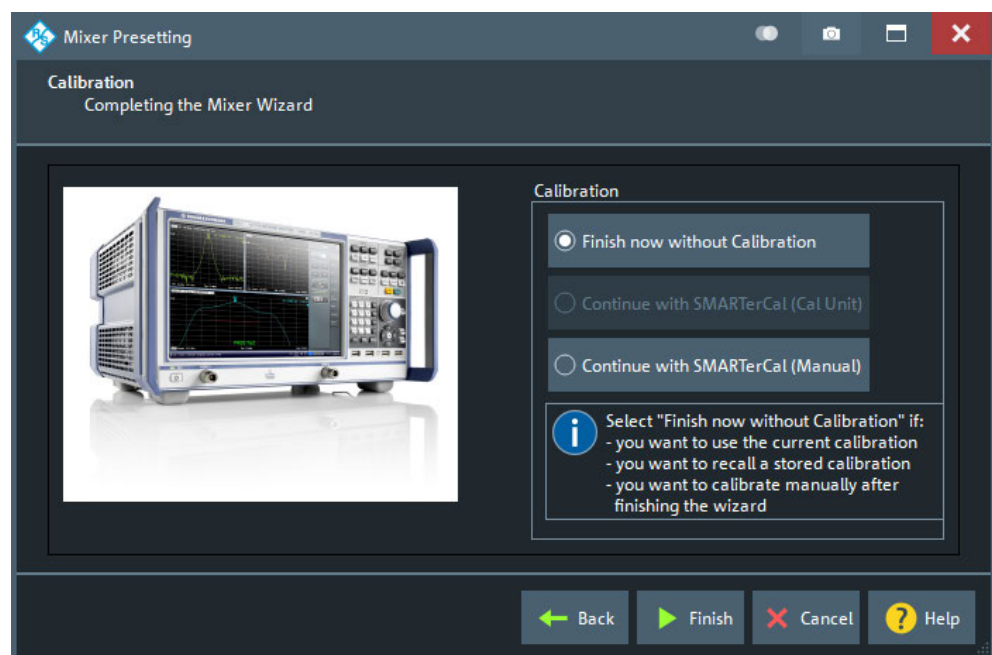 Mixer Presetting
Calibration
Completing the Mixer Wizard
Calibration
Finish now without Calibration
Continue with SMARTerCal (Cal Unit)
Continue with SMARTerCal (Manual)
Select "Finish now without Calibration" if:
- you want to use the current calibration
- you want to recall a stored calibration
- you want to calibrate manually after
finishing the wizard
Back
Finish
Cancel
Help